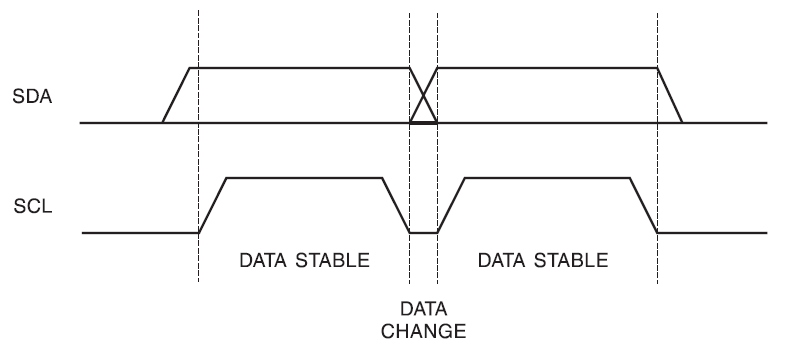 SDA
SCL
DATA STABLE
DATA STABLE
DATA
CHANGE